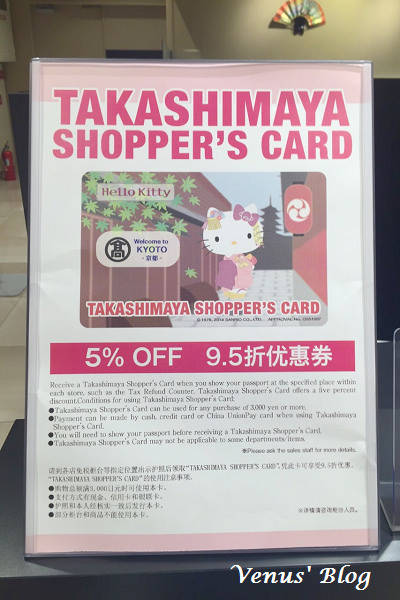 TAKASHIMAYA
SHOPPER'S CARD
Hello Kitty
髙
Welcome to
KYOTO
-京都-
TAKASHIMAYA SHOPPER'S CARD
5% OFF 9.5折优惠券
Receive a Takashimaya Shopper's Card when you show your passport at the specified place within
each store, such as the Tax Refund Counter. Takashimaya Shopper's Card offers a five percent
discount.Conditions for using Takashimaya Shopper's Card:
●Takashimaya Shopper's Card can be used for any purchase of 3,000 yen or more.
●Payment can be made by cash, credit card or China UnionPay card when using Takashimaya
Shopper's Card.
●You will need to show your passport before receiving a Takashimaya Shopper's Card.
●Takashimaya Shopper's Card may not be applicable to some departments/items.
※Please ask the sales staff for more details.
请到各店免税柜台等指定位置出示护照后领取"TAKASHIMAYA SHOPPER'S CARD"。凭此卡可享受9.5折优惠。
"TAKASHIMAYA SHOPPER'S CARD"的使用注意事项。
●购物总额满3,000日元时可使用本卡。
●支付方式有现金、信用卡和银联卡。
●护照和本人经核实一致后发行本卡。
●部分柜台和商品不能使用本卡。
※详情请咨询柜台人员。
Venus' Blog